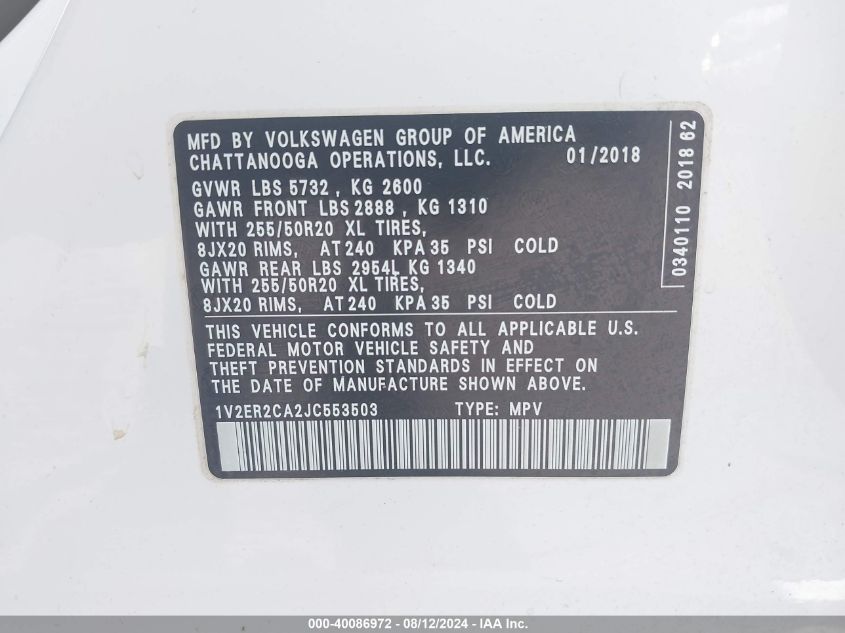 MFD BY VOLKSWAGEN GROUP OF AMERICA
CHATTANOOGA OPERATIONS, LLC. 01/2018
GVWR LBS 5732 , KG 2600
GAWR FRONT LBS 2888 , KG 1310
WITH 255/50R20 XL TIRES,
8JX20 RIMS, AT 240 KPA 35 PSI COLD
GAWR REAR LBS 2954L KG 1340
WITH 255/50R20 XL TIRES,
8JX20 RIMS, AT 240 KPA 35 PSI COLD
THIS VEHICLE CONFORMS TO ALL APPLICABLE U.S.
FEDERAL MOTOR VEHICLE SAFETY AND
THEFT PREVENTION STANDARDS IN EFFECT ON
THE DATE OF MANUFACTURE SHOWN ABOVE.
1V2ER2CA2JC553503 TYPE: MPV
0340110 2018 62
000-40086972 - 08/12/2024 - IAA Inc.